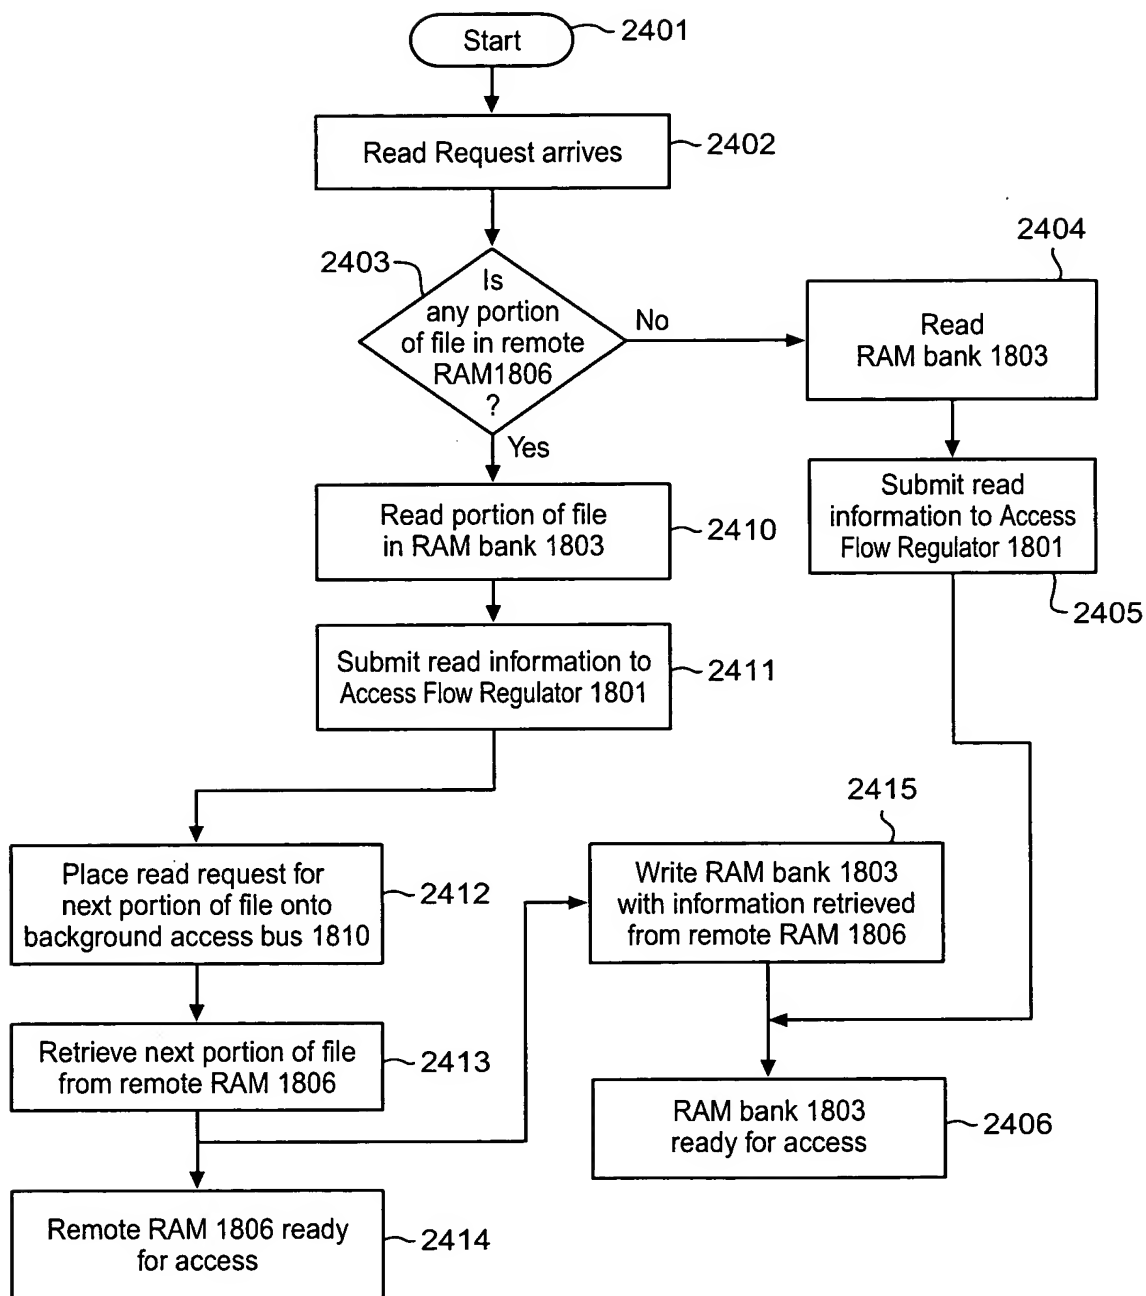 Start
2401
Read Request arrives
2402
2403
Is
any portion
of file in remote
RAM1806
?
No
Yes
2404
Read
RAM bank 1803
Submit read
information to Access
Flow Regulator 1801
2405
Read portion of file
in RAM bank 1803
2410
Submit read information to
Access Flow Regulator 1801
2411
Place read request for
next portion of file onto
background access bus 1810
2412
2415
Write RAM bank 1803
with information retrieved
from remote RAM 1806
Retrieve next portion of file
from remote RAM 1806
2413
RAM bank 1803
ready for access
2406
Remote RAM 1806 ready
for access
2414